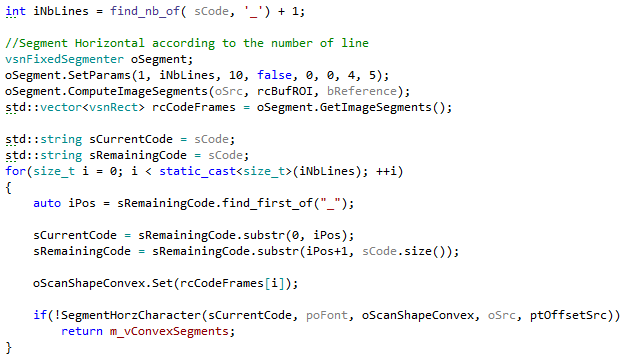 int iNbLines = find_nb_of( sCode, '_') + 1;
//Segment Horizontal according to the number of line
vsnFixedSegmenter oSegment;
oSegment.SetParams(1, iNbLines, 10, false, 0, 0, 4, 5);
oSegment.ComputeImageSegments(oSrc, rcBufROI, bReference);
std::vector<vsnRect> rcCodeFrames = oSegment.GetImageSegments();
std::string sCurrentCode = sCode;
std::string sRemainingCode = sCode;
for(size_t i = 0; i < static_cast<size_t>(iNbLines); ++i)
{
    auto iPos = sRemainingCode.find_first_of("_");
    sCurrentCode = sRemainingCode.substr(0, iPos);
    sRemainingCode = sRemainingCode.substr(iPos+1, sCode.size());
    oScanShapeConvex.Set(rcCodeFrames[i]);
    if(!SegmentHorzCharacter(sCurrentCode, poFont, oScanShapeConvex, oSrc, ptOffsetSrc))
        return m_vConvexSegments;
}